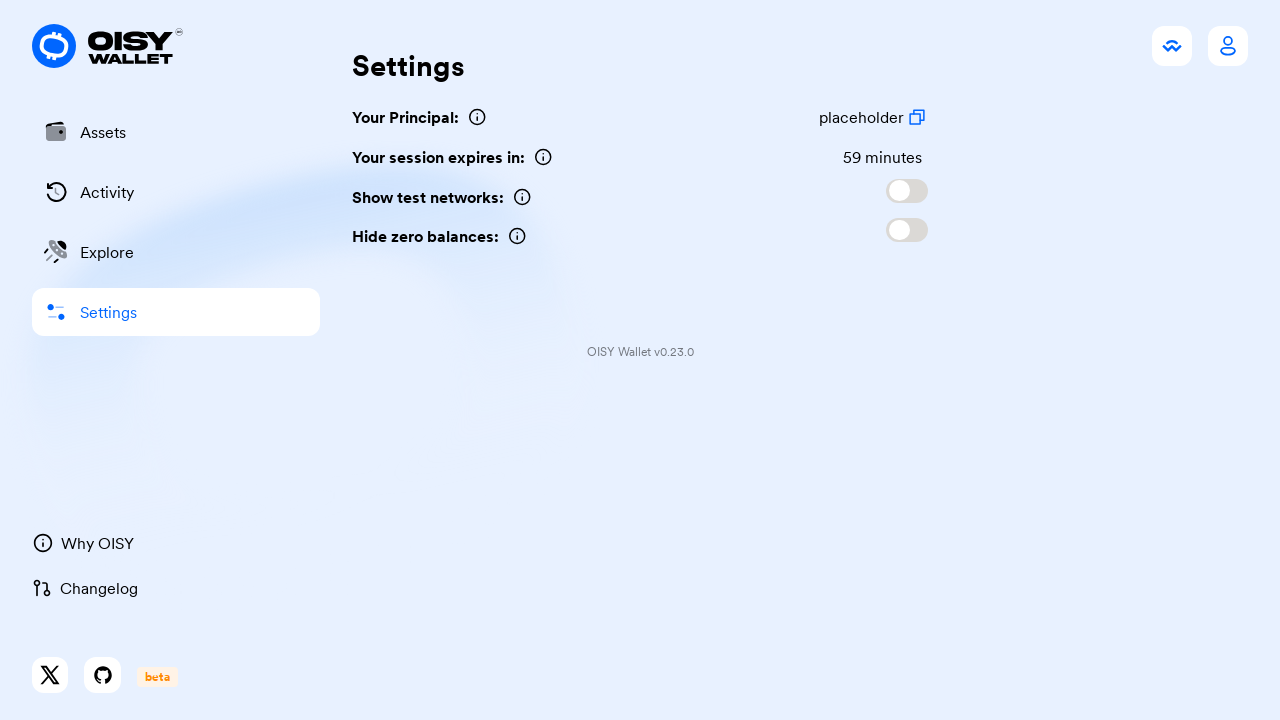 OISY
WALLET
Assets
Activity
Explore
Settings
Why OISY
Changelog
beta
Settings
Your Principal:
placeholder
Your session expires in:
59 minutes
Show test networks:
Hide zero balances:
OISY Wallet v0.23.0